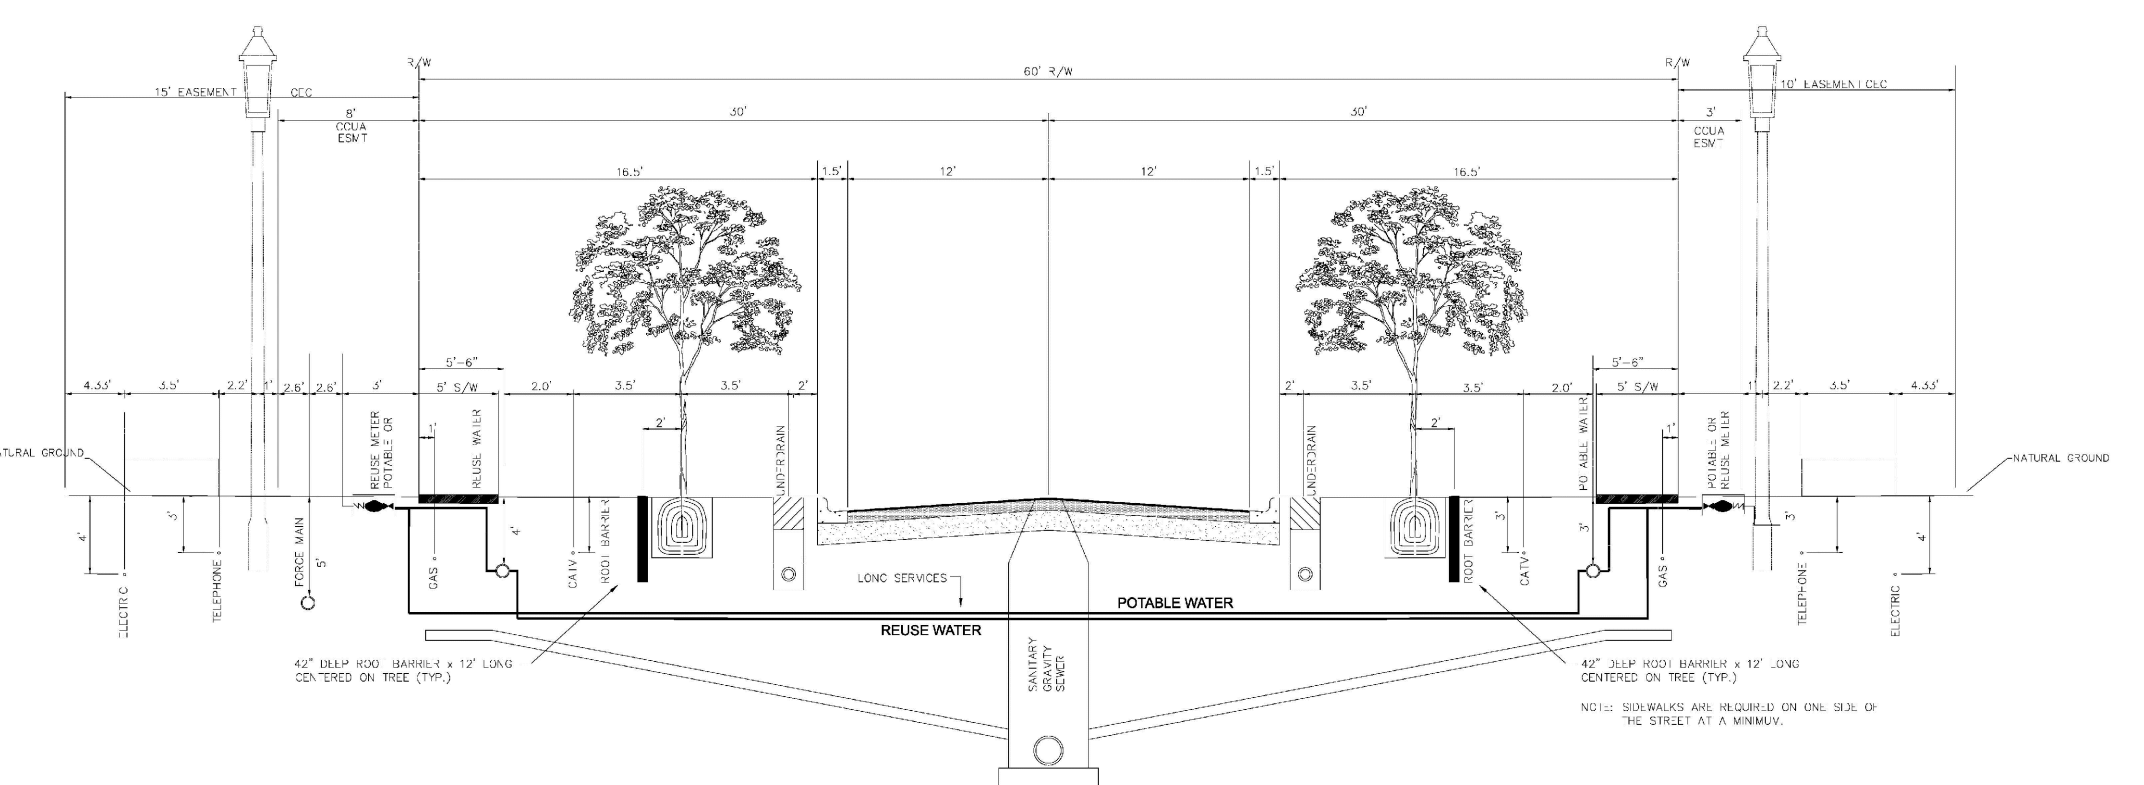 R/W
R/W
60' R/W
15' EASEMENT CEC
10' EASEMENT CEC
8'
CCUA
ESMT
30'
30'
3'
CCUA
ESMT
16.5'
1.5'
12'
12'
1.5'
16.5'
5'-6"
5'-6"
4.33'
3.5'
2.2'
1'
2.6'
2.6'
3'
5' S/W
2.0'
3.5'
3.5'
2'
2'
3.5'
3.5'
2.0'
5' S/W
1'
2.2'
3.5'
4.33'
1'
2'
2'
1'
REUSE METER
POTABLE OR
REUSE WATER
UNDERDRAIN
UNDERDRAIN
POTABLE WATER
POTABLE OR
REUSE METER
NATURAL GROUND
4'
3'
5'
4'
3'
3'
3'
4'
ELECTRIC
TELEPHONE
FORCE MAIN
GAS
CATV
ROOT BARRIER
ROOT BARRIER
CATV
GAS
TELEPHONE
ELECTRIC
LONG SERVICES
POTABLE WATER
REUSE WATER
SANITARY
GRAVITY
SEWER
42" DEEP ROOT BARRIER x 12' LONG
CENTERED ON TREE (TYP.)
42" DEEP ROOT BARRIER x 12' LONG
CENTERED ON TREE (TYP.)
NOTE: SIDEWALKS ARE REQUIRED ON ONE SIDE OF
THE STREET AT A MINIMUM.